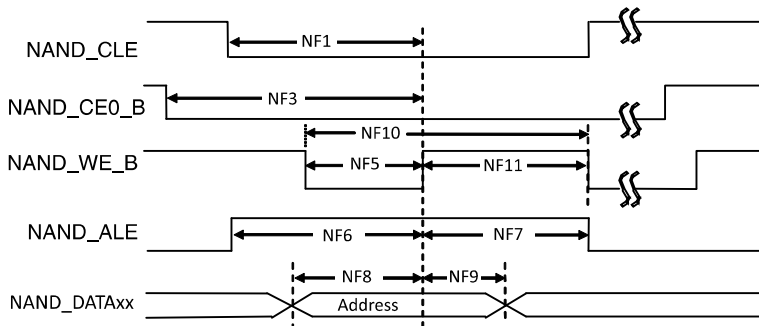 NF1
NAND_CLE
NF3
NAND_CE0_B
NF10
NF5
NF11
NAND_WE_B
NAND_ALE
NF6
NF7
NF8
NF9
NAND_DATAxx
Address